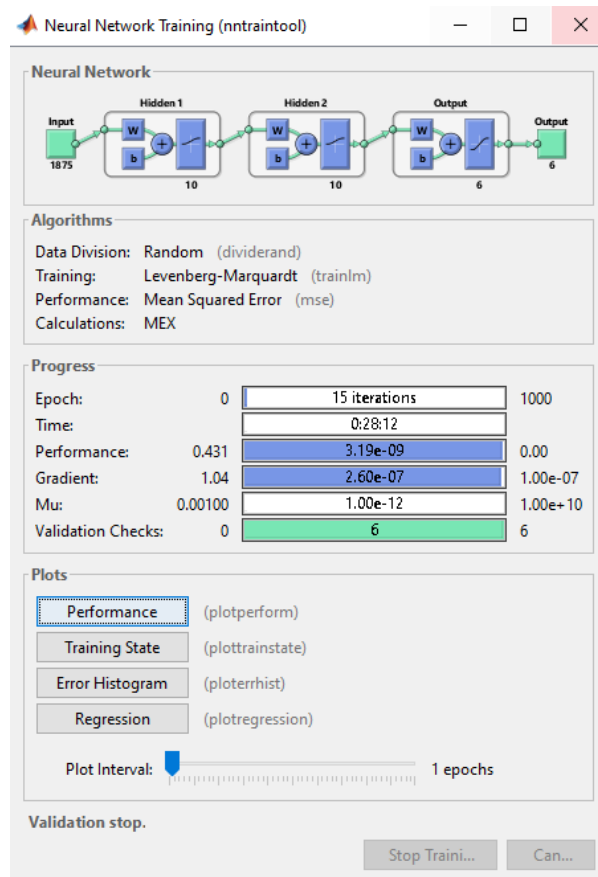 Neural Network Training (nntraintool)
Neural Network
Hidden 1 Hidden 2 Output
Input Output
W W W
b b b
1875 6
10 10 6
Algorithms
Data Division: Random (dividerand)
Training: Levenberg-Marquardt (trainlm)
Performance: Mean Squared Error (mse)
Calculations: MEX
Progress
Epoch: 0 15 iterations 1000
Time: 0:28:12
Performance: 0.431 3.19e-09 0.00
Gradient: 1.04 2.60e-07 1.00e-07
Mu: 0.00100 1.00e-12 1.00e+10
Validation Checks: 0 6 6
Plots
Performance (plotperform)
Training State (plottrainstate)
Error Histogram (ploterrhist)
Regression (plotregression)
Plot Interval: 1 epochs
Validation stop.
Stop Traini... Can...